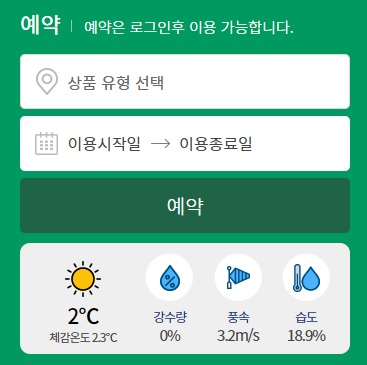 예약 | 예약은 로그인후 이용 가능합니다.
상품 유형 선택
이용시작일 → 이용종료일
예약
2℃
체감온도 2.3℃
강수량
0%
풍속
3.2m/s
습도
18.9%